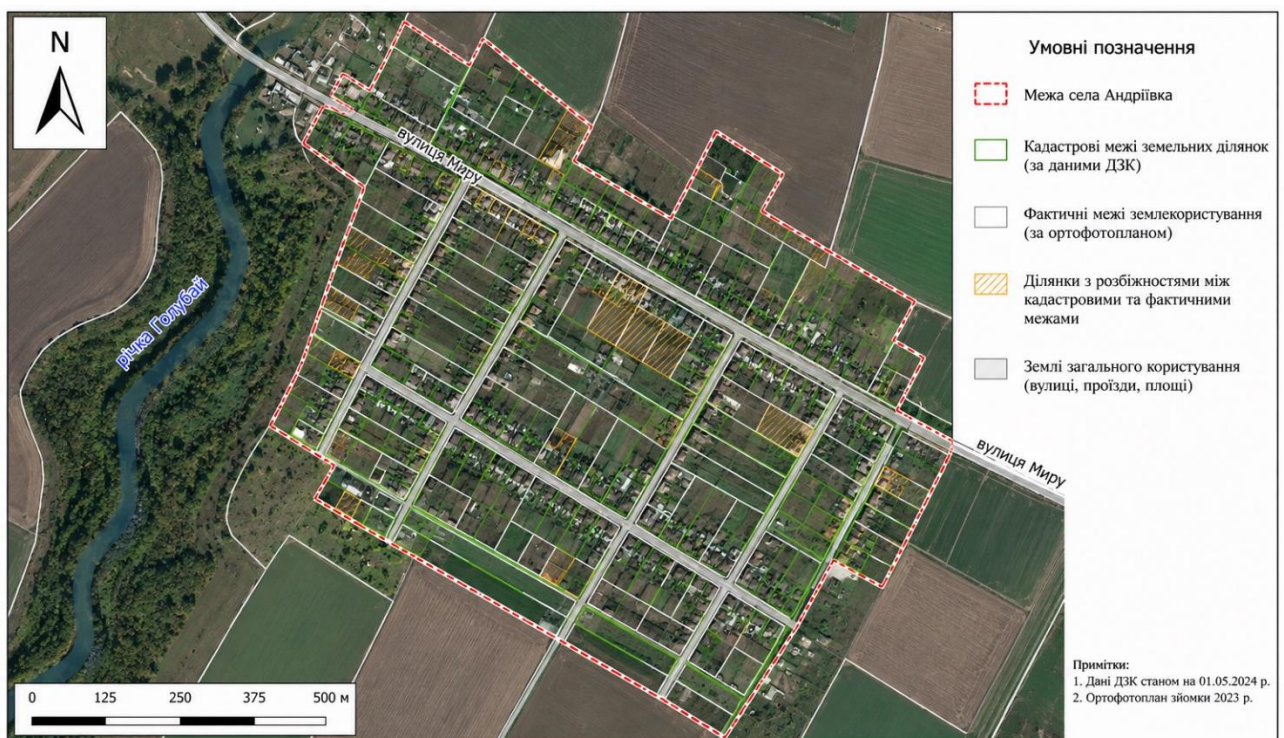 N
вулиця Миру
річка Голубай
вулиця Миру
0 125 250 375 500 м
Умовні позначення
Межа села Андріївка
Кадастрові межі земельних ділянок
(за даними ДЗК)
Фактичні межі землекористування
(за ортофотопланом)
Ділянки з розбіжностями між
кадастровими та фактичними
межами
Землі загального користування
(вулиці, проїзди, площі)
Примітки:
1. Дані ДЗК станом на 01.05.2024 р.
2. Ортофотоплан зйомки 2023 р.